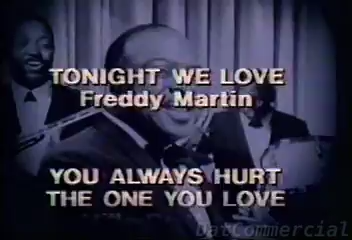 TONIGHT WE LOVE
Freddy Martin
YOU ALWAYS HURT
THE ONE YOU LOVE
DatCommercial